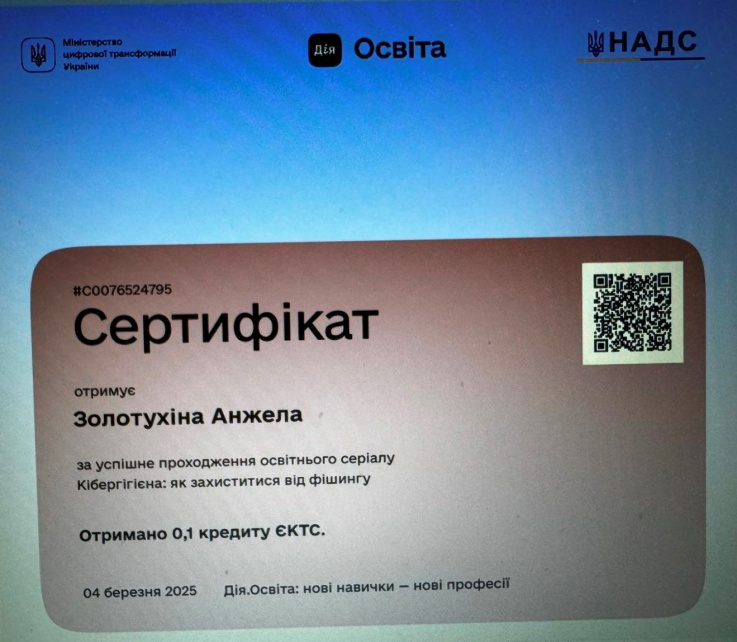 Міністерство
цифрової трансформації
України
Дія Освіта
НАДС
#C0076524795
Сертифікат
отримує
Золотухіна Анжела
за успішне проходження освітнього серіалу
Кібергігієна: як захиститися від фішингу
Отримано 0,1 кредиту ЄКТС.
04 березня 2025 Дія.Освіта: нові навички — нові професії